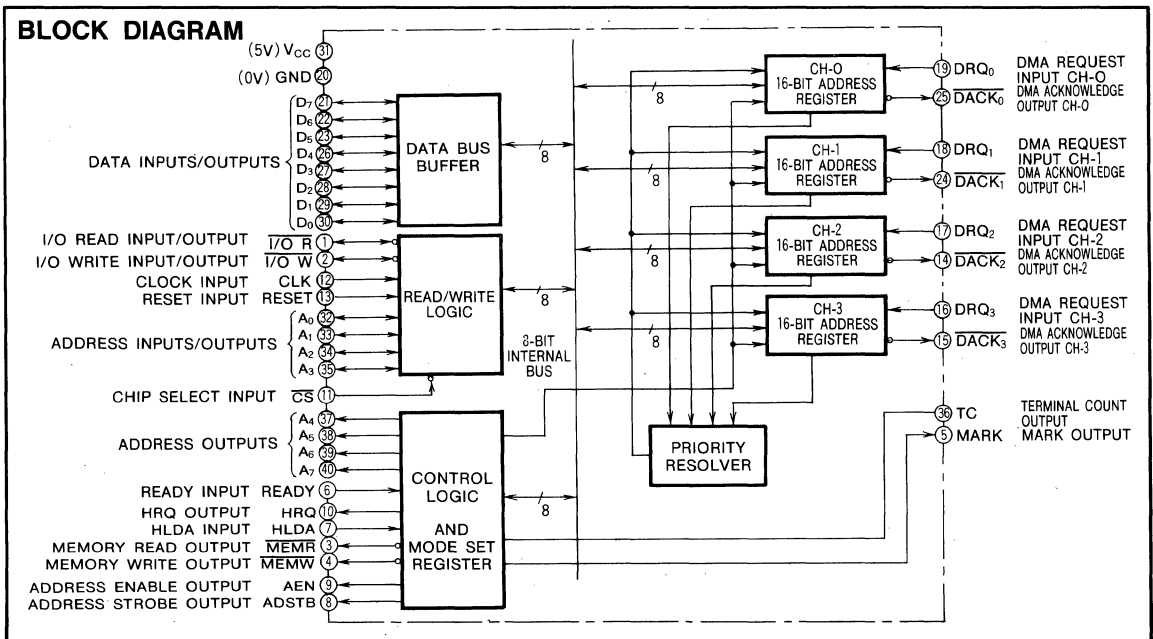 BLOCK DIAGRAM
(5V) VCC 31
(0V) GND 20
DATA INPUTS/OUTPUTS
D7 21
D6 22
D5 23
D4 26
D3 27
D2 28
D1 29
D0 30
DATA BUS
BUFFER
8
I/O READ INPUT/OUTPUT I/O R 1
I/O WRITE INPUT/OUTPUT I/O W 2
CLOCK INPUT CLK 12
RESET INPUT RESET 13
ADDRESS INPUTS/OUTPUTS
A0 32
A1 33
A2 34
A3 35
READ/WRITE
LOGIC
8
8-BIT
INTERNAL
BUS
CHIP SELECT INPUT CS 11
ADDRESS OUTPUTS
A4 37
A5 38
A6 39
A7 40
READY INPUT READY 6
HRQ OUTPUT HRQ 10
HLDA INPUT HLDA 7
MEMORY READ OUTPUT MEMR 3
MEMORY WRITE OUTPUT MEMW 4
ADDRESS ENABLE OUTPUT AEN 9
ADDRESS STROBE OUTPUT ADSTB 8
CONTROL
LOGIC
AND
MODE SET
REGISTER
8
8
CH-0
16-BIT ADDRESS
REGISTER
19 DRQ0
DMA REQUEST
INPUT CH-0
25 DACK0
DMA ACKNOWLEDGE
OUTPUT CH-0
8
CH-1
16-BIT ADDRESS
REGISTER
18 DRQ1
DMA REQUEST
INPUT CH-1
24 DACK1
DMA ACKNOWLEDGE
OUTPUT CH-1
8
CH-2
16-BIT ADDRESS
REGISTER
17 DRQ2
DMA REQUEST
INPUT CH-2
14 DACK2
DMA ACKNOWLEDGE
OUTPUT CH-2
8
CH-3
16-BIT ADDRESS
REGISTER
16 DRQ3
DMA REQUEST
INPUT CH-3
15 DACK3
DMA ACKNOWLEDGE
OUTPUT CH-3
PRIORITY
RESOLVER
36 TC
TERMINAL COUNT
OUTPUT
5 MARK MARK OUTPUT